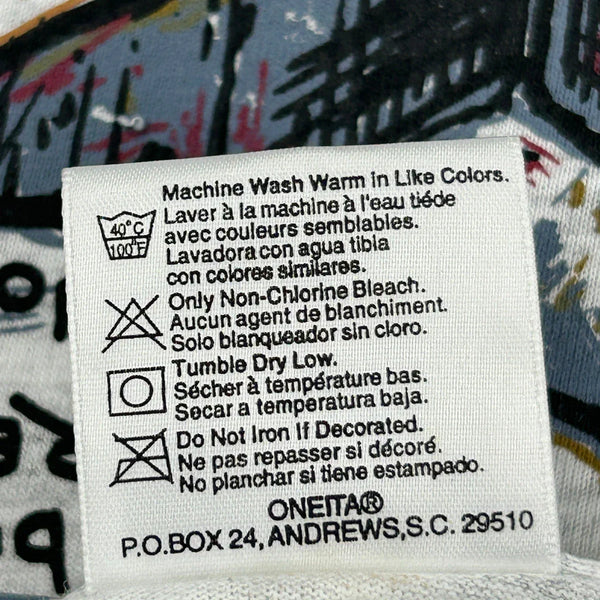 Machine Wash Warm in Like Colors.
40°C
100°F
Laver à la machine à l'eau tiéde
avec couleurs semblables.
Lavadora con agua tibia
con colores similares.
Only Non-Chlorine Bleach.
Aucun agent de blanchiment.
Solo blanqueador sin cloro.
Tumble Dry Low.
Sécher à température bas.
Secar a temperatura baja.
Do Not Iron If Decorated.
Ne pas repasser si décoré.
No planchar si tiene estampado.
ONEITA®
P.O.BOX 24, ANDREWS, S.C. 29510